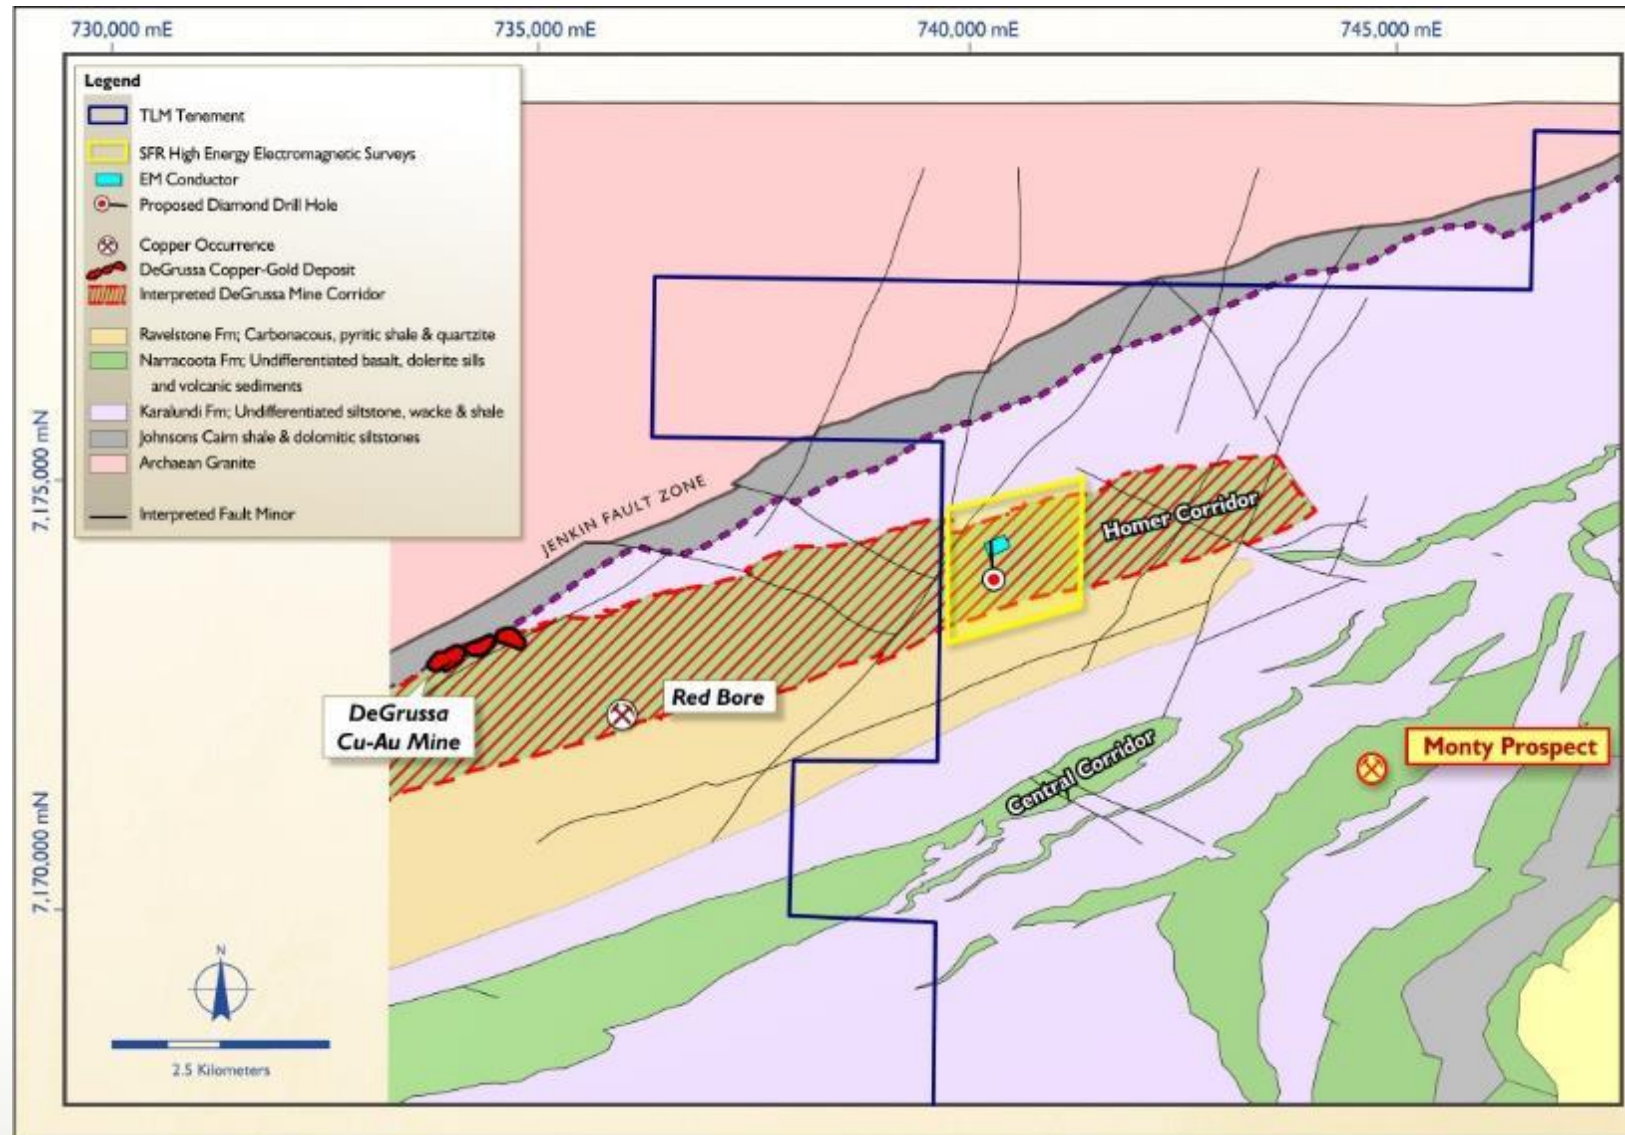 730,000 mE
735,000 mE
740,000 mE
745,000 mE
Legend
TLM Tenement
SFR High Energy Electromagnetic Surveys
EM Conductor
Proposed Diamond Drill Hole
Copper Occurrence
DeGrussa Copper-Gold Deposit
Interpreted DeGrussa Mine Corridor
Ravelstone Fm; Carbonacous, pyritic shale & quartzite
Narracoota Fm; Undifferentiated basalt, dolerite sills
and volcanic sediments
Karalundi Fm; Undifferentiated siltstone, wacke & shale
Johnsons Cairn shale & dolomitic siltstones
Archaean Granite
Interpreted Fault Minor
7,175,000 mN
JENKIN FAULT ZONE
Homer Corridor
Red Bore
DeGrussa
Cu-Au Mine
Monty Prospect
Central Corridor
7,170,000 mN
N
2.5 Kilometers